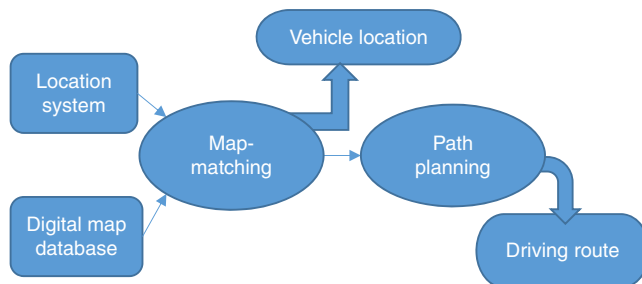 Vehicle location
Location
system
Map-
matching
Path
planning
Digital map
database
Driving route